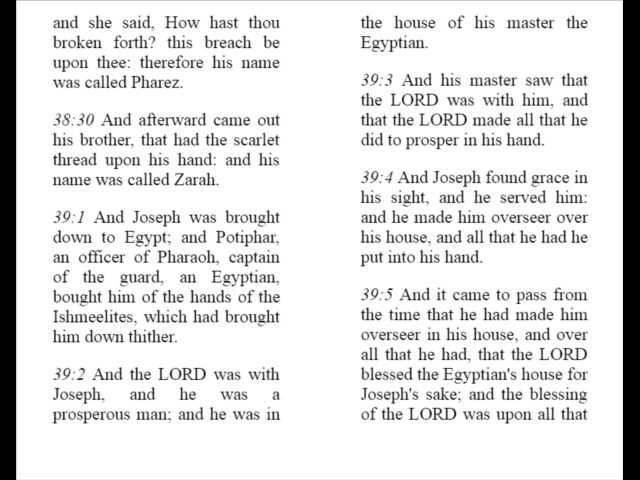 and she said, How hast thou
broken forth? this breach be
upon thee: therefore his name
was called Pharez.
38:30 And afterward came out
his brother, that had the scarlet
thread upon his hand: and his
name was called Zarah.
39:1 And Joseph was brought
down to Egypt; and Potiphar,
an officer of Pharaoh, captain
of the guard, an Egyptian,
bought him of the hands of the
Ishmeelites, which had brought
him down thither.
39:2 And the LORD was with
Joseph, and he was a
prosperous man; and he was in
the house of his master the
Egyptian.
39:3 And his master saw that
the LORD was with him, and
that the LORD made all that he
did to prosper in his hand.
39:4 And Joseph found grace in
his sight, and he served him:
and he made him overseer over
his house, and all that he had he
put into his hand.
39:5 And it came to pass from
the time that he had made him
overseer in his house, and over
all that he had, that the LORD
blessed the Egyptian's house for
Joseph's sake; and the blessing
of the LORD was upon all that